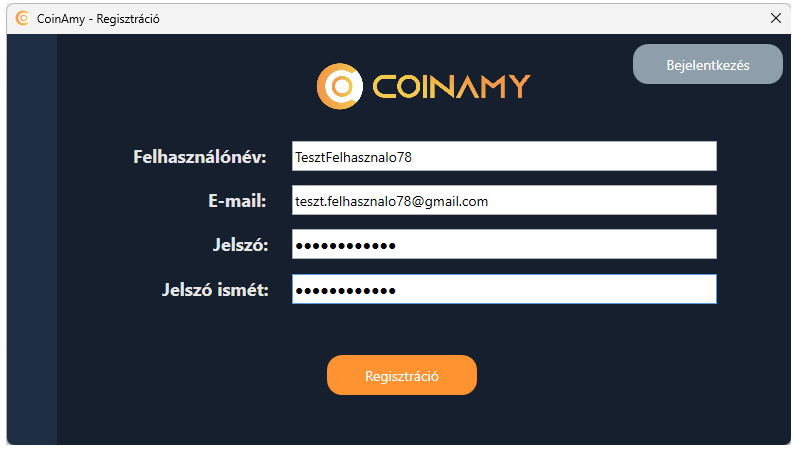 CoinAmy - Regisztráció
Bejelentkezés
COINAMY
Felhasználónév: TesztFelhasznalo78
E-mail: teszt.felhasznalo78@gmail.com
Jelszó: ●●●●●●●●●●●●
Jelszó ismét: ●●●●●●●●●●●●
Regisztráció